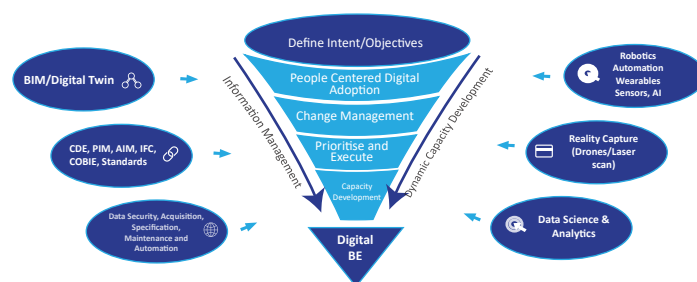 Define Intent/Objectives
People Centered Digital
Adoption
Change Management
Prioritise and
Execute
Capacity
Development
Digital
BE
Information Management
Dynamic Capacity Development
BIM/Digital Twin
CDE, PIM, AIM, IFC,
COBIE, Standards
Data Security, Acquisition,
Specification,
Maintenance and
Automation
Robotics
Automation
Wearables
Sensors, AI
Reality Capture
(Drones/Laser
scan)
Data Science &
Analytics